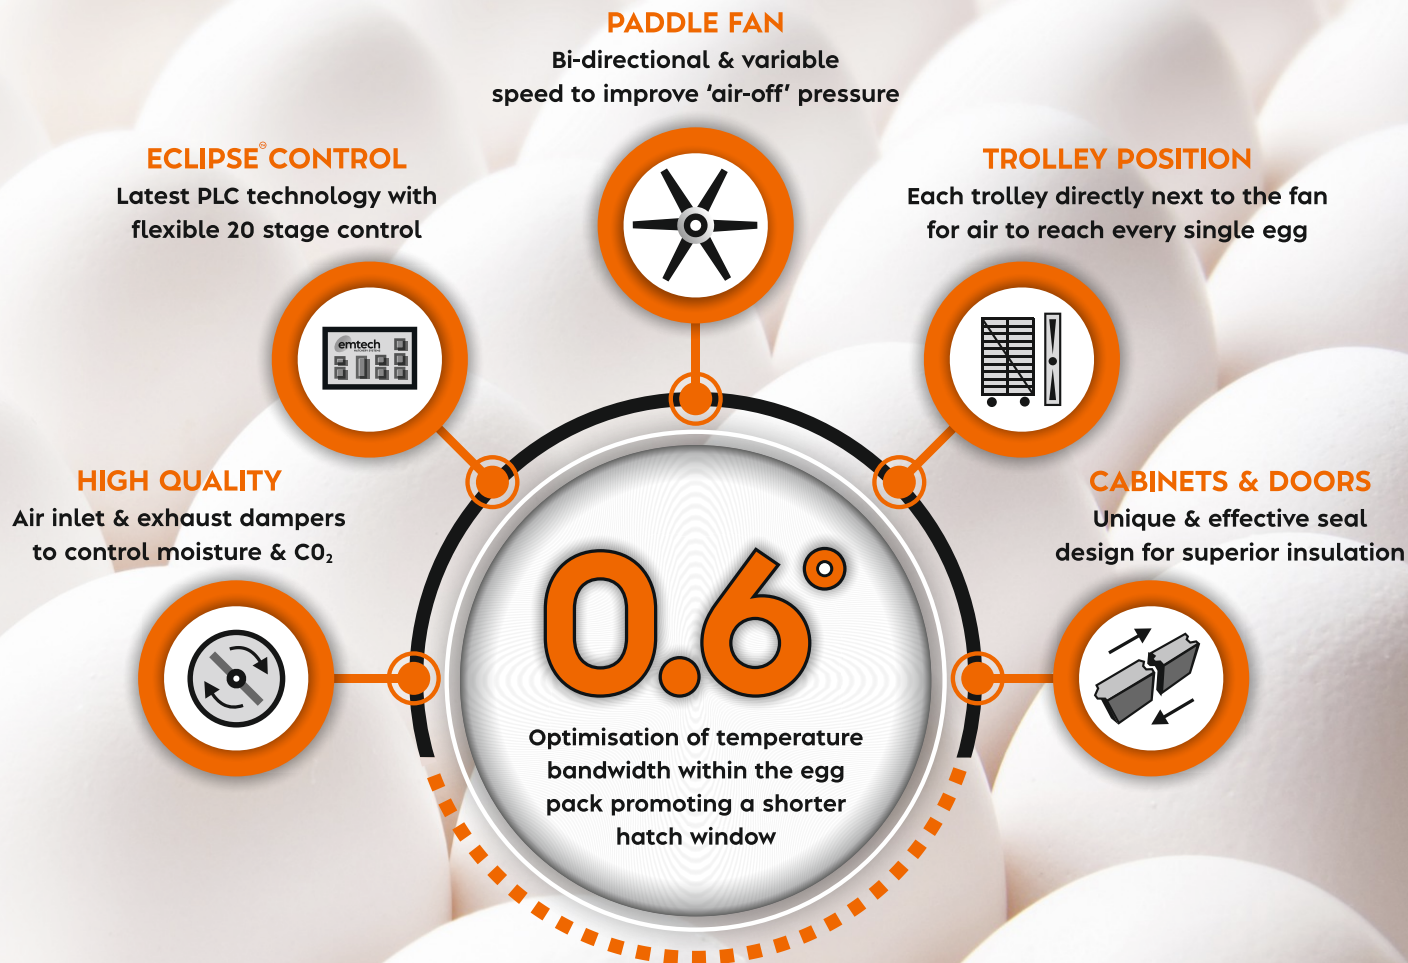 PADDLE FAN
Bi-directional & variable
speed to improve ‘air-off’ pressure
ECLIPSE® CONTROL
Latest PLC technology with
flexible 20 stage control
TROLLEY POSITION
Each trolley directly next to the fan
for air to reach every single egg
emtech
HIGH QUALITY
Air inlet & exhaust dampers
to control moisture & C0₂
CABINETS & DOORS
Unique & effective seal
design for superior insulation
0.6°
Optimisation of temperature
bandwidth within the egg
pack promoting a shorter
hatch window